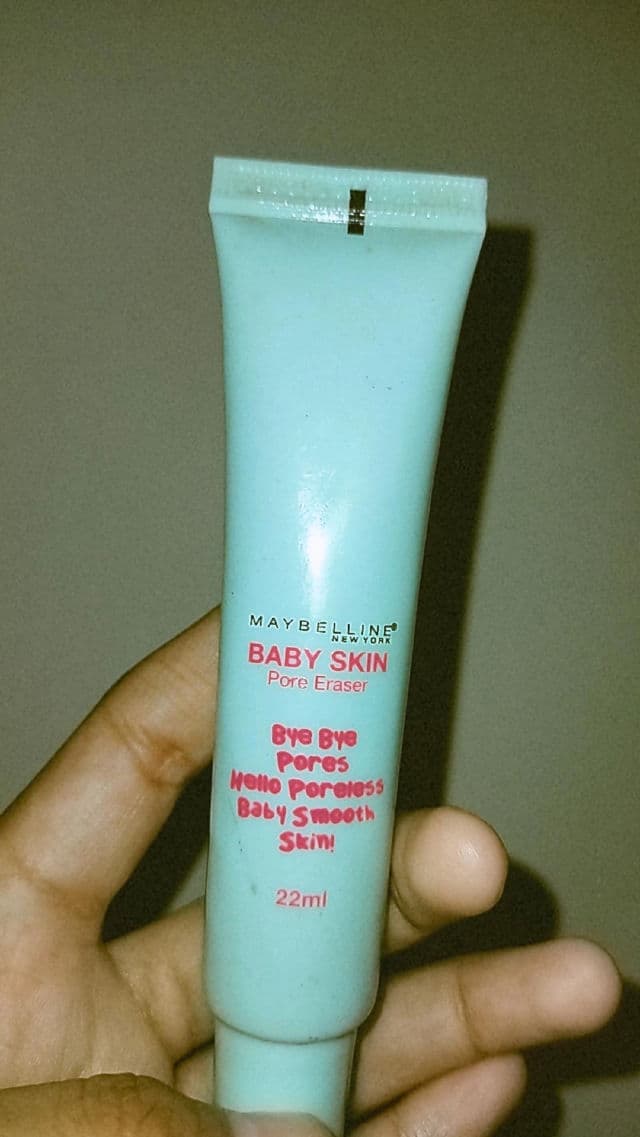 MAYBELLINE®
NEW YORK
BABY SKIN
Pore Eraser
Bye Bye
Pores
Hello Poreless
Baby Smooth
Skin!
22ml